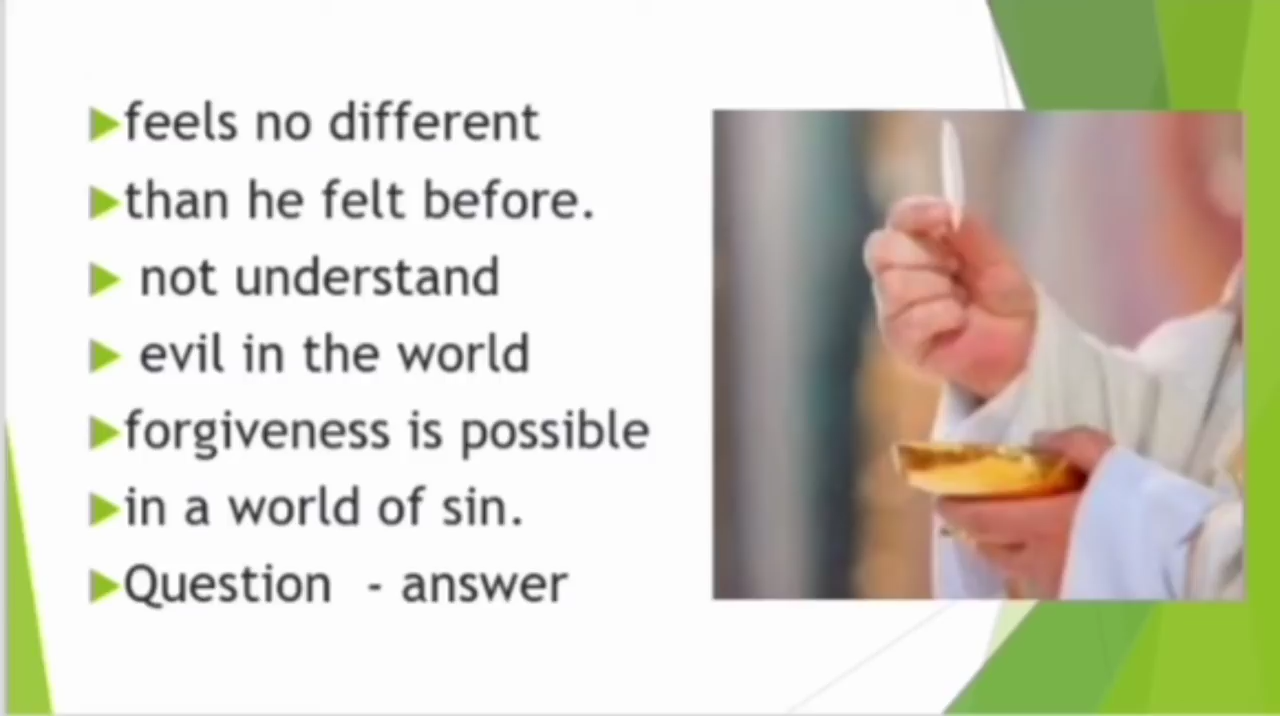 feels no different
than he felt before.
not understand
evil in the world
forgiveness is possible
in a world of sin.
Question - answer